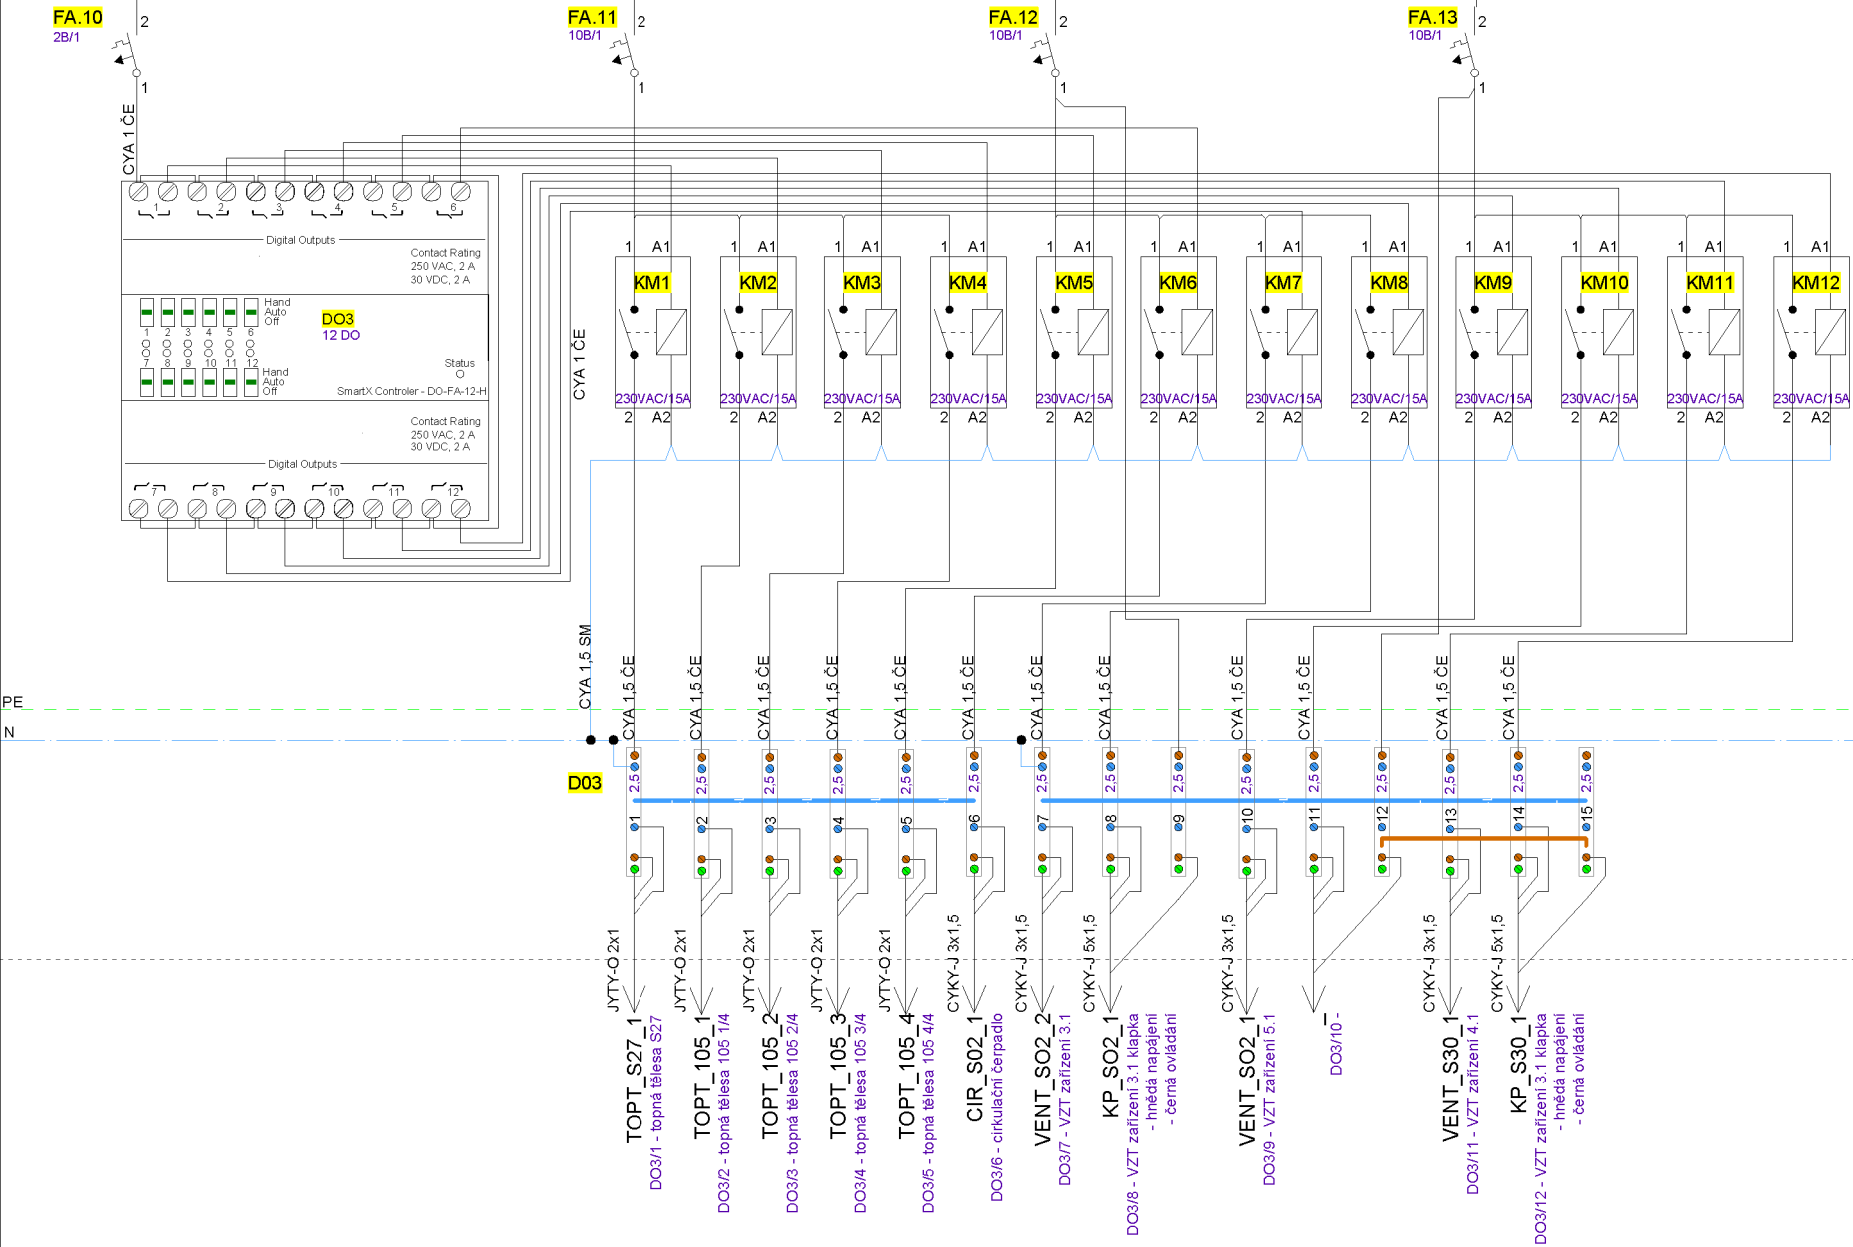 FA.10
2B/1
2
1
FA.11
10B/1
2
1
FA.12
10B/1
2
1
FA.13
10B/1
2
1
CYA 1 ČE
1 2 3 4 5 6
Digital Outputs
Contact Rating
250 VAC, 2 A
30 VDC, 2 A
Hand
Auto
Off
1 2 3 4 5 6
DO3
12 DO
7 8 9 10 11 12
Hand
Auto
Off
Status
SmartX Controler - DO-FA-12-H
Contact Rating
250 VAC, 2 A
30 VDC, 2 A
Digital Outputs
7 8 9 10 11 12
CYA 1 ČE
1 A1 1 A1 1 A1 1 A1 1 A1 1 A1 1 A1 1 A1 1 A1 1 A1 1 A1 1 A1
KM1 KM2 KM3 KM4 KM5 KM6 KM7 KM8 KM9 KM10 KM11 KM12
230VAC/15A 230VAC/15A 230VAC/15A 230VAC/15A 230VAC/15A 230VAC/15A 230VAC/15A 230VAC/15A 230VAC/15A 230VAC/15A 230VAC/15A 230VAC/15A
2 A2 2 A2 2 A2 2 A2 2 A2 2 A2 2 A2 2 A2 2 A2 2 A2 2 A2 2 A2
CYA 1,5 SM
CYA 1,5 ČE
CYA 1,5 ČE
CYA 1,5 ČE
CYA 1,5 ČE
CYA 1,5 ČE
CYA 1,5 ČE
CYA 1,5 ČE
CYA 1,5 ČE
CYA 1,5 ČE
CYA 1,5 ČE
CYA 1,5 ČE
CYA 1,5 ČE
PE
N
D03
2,5 2,5 2,5 2,5 2,5 2,5 2,5 2,5 2,5 2,5 2,5 2,5 2,5 2,5 2,5
1 2 3 4 5 6 7 8 9 10 11 12 13 14 15
JYTY-O 2x1
JYTY-O 2x1
JYTY-O 2x1
JYTY-O 2x1
JYTY-O 2x1
CYKY-J 3x1,5
CYKY-J 3x1,5
CYKY-J 5x1,5
CYKY-J 3x1,5
CYKY-J 3x1,5
CYKY-J 5x1,5
TOPT_S27_1
DO3/1 - topná tělesa S27
TOPT_105_1
DO3/2 - topná tělesa 105 1/4
TOPT_105_2
DO3/3 - topná tělesa 105 2/4
TOPT_105_3
DO3/4 - topná tělesa 105 3/4
TOPT_105_4
DO3/5 - topná tělesa 105 4/4
CIR_S02_1
DO3/6 - cirkulační čerpadlo
VENT_SO2_2
DO3/7 - VZT zařízení 3.1
KP_SO2_1
DO3/8 - VZT zařízení 3.1 klapka
- hnědá napájení
- černá ovládání
VENT_SO2_1
DO3/9 - VZT zařízení 5.1
_
DO3/10 -
VENT_S30_1
DO3/11 - VZT zařízení 4.1
KP_S30_1
DO3/12 - VZT zařízení 3.1 klapka
- hnědá napájení
- černá ovládání